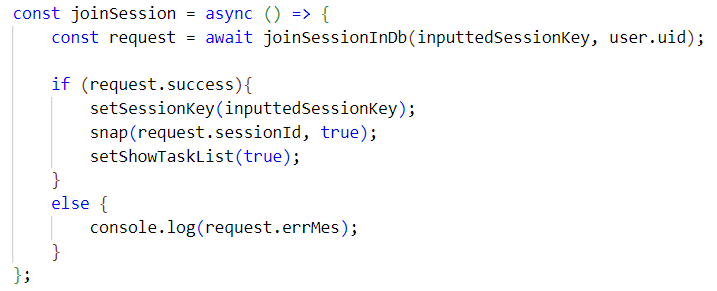 const joinSession = async () => {
    const request = await joinSessionInDb(inputtedSessionKey, user.uid);

    if (request.success){
        setSessionKey(inputtedSessionKey);
        snap(request.sessionId, true);
        setShowTaskList(true);
    }
    else {
        console.log(request.errMes);
    }
};